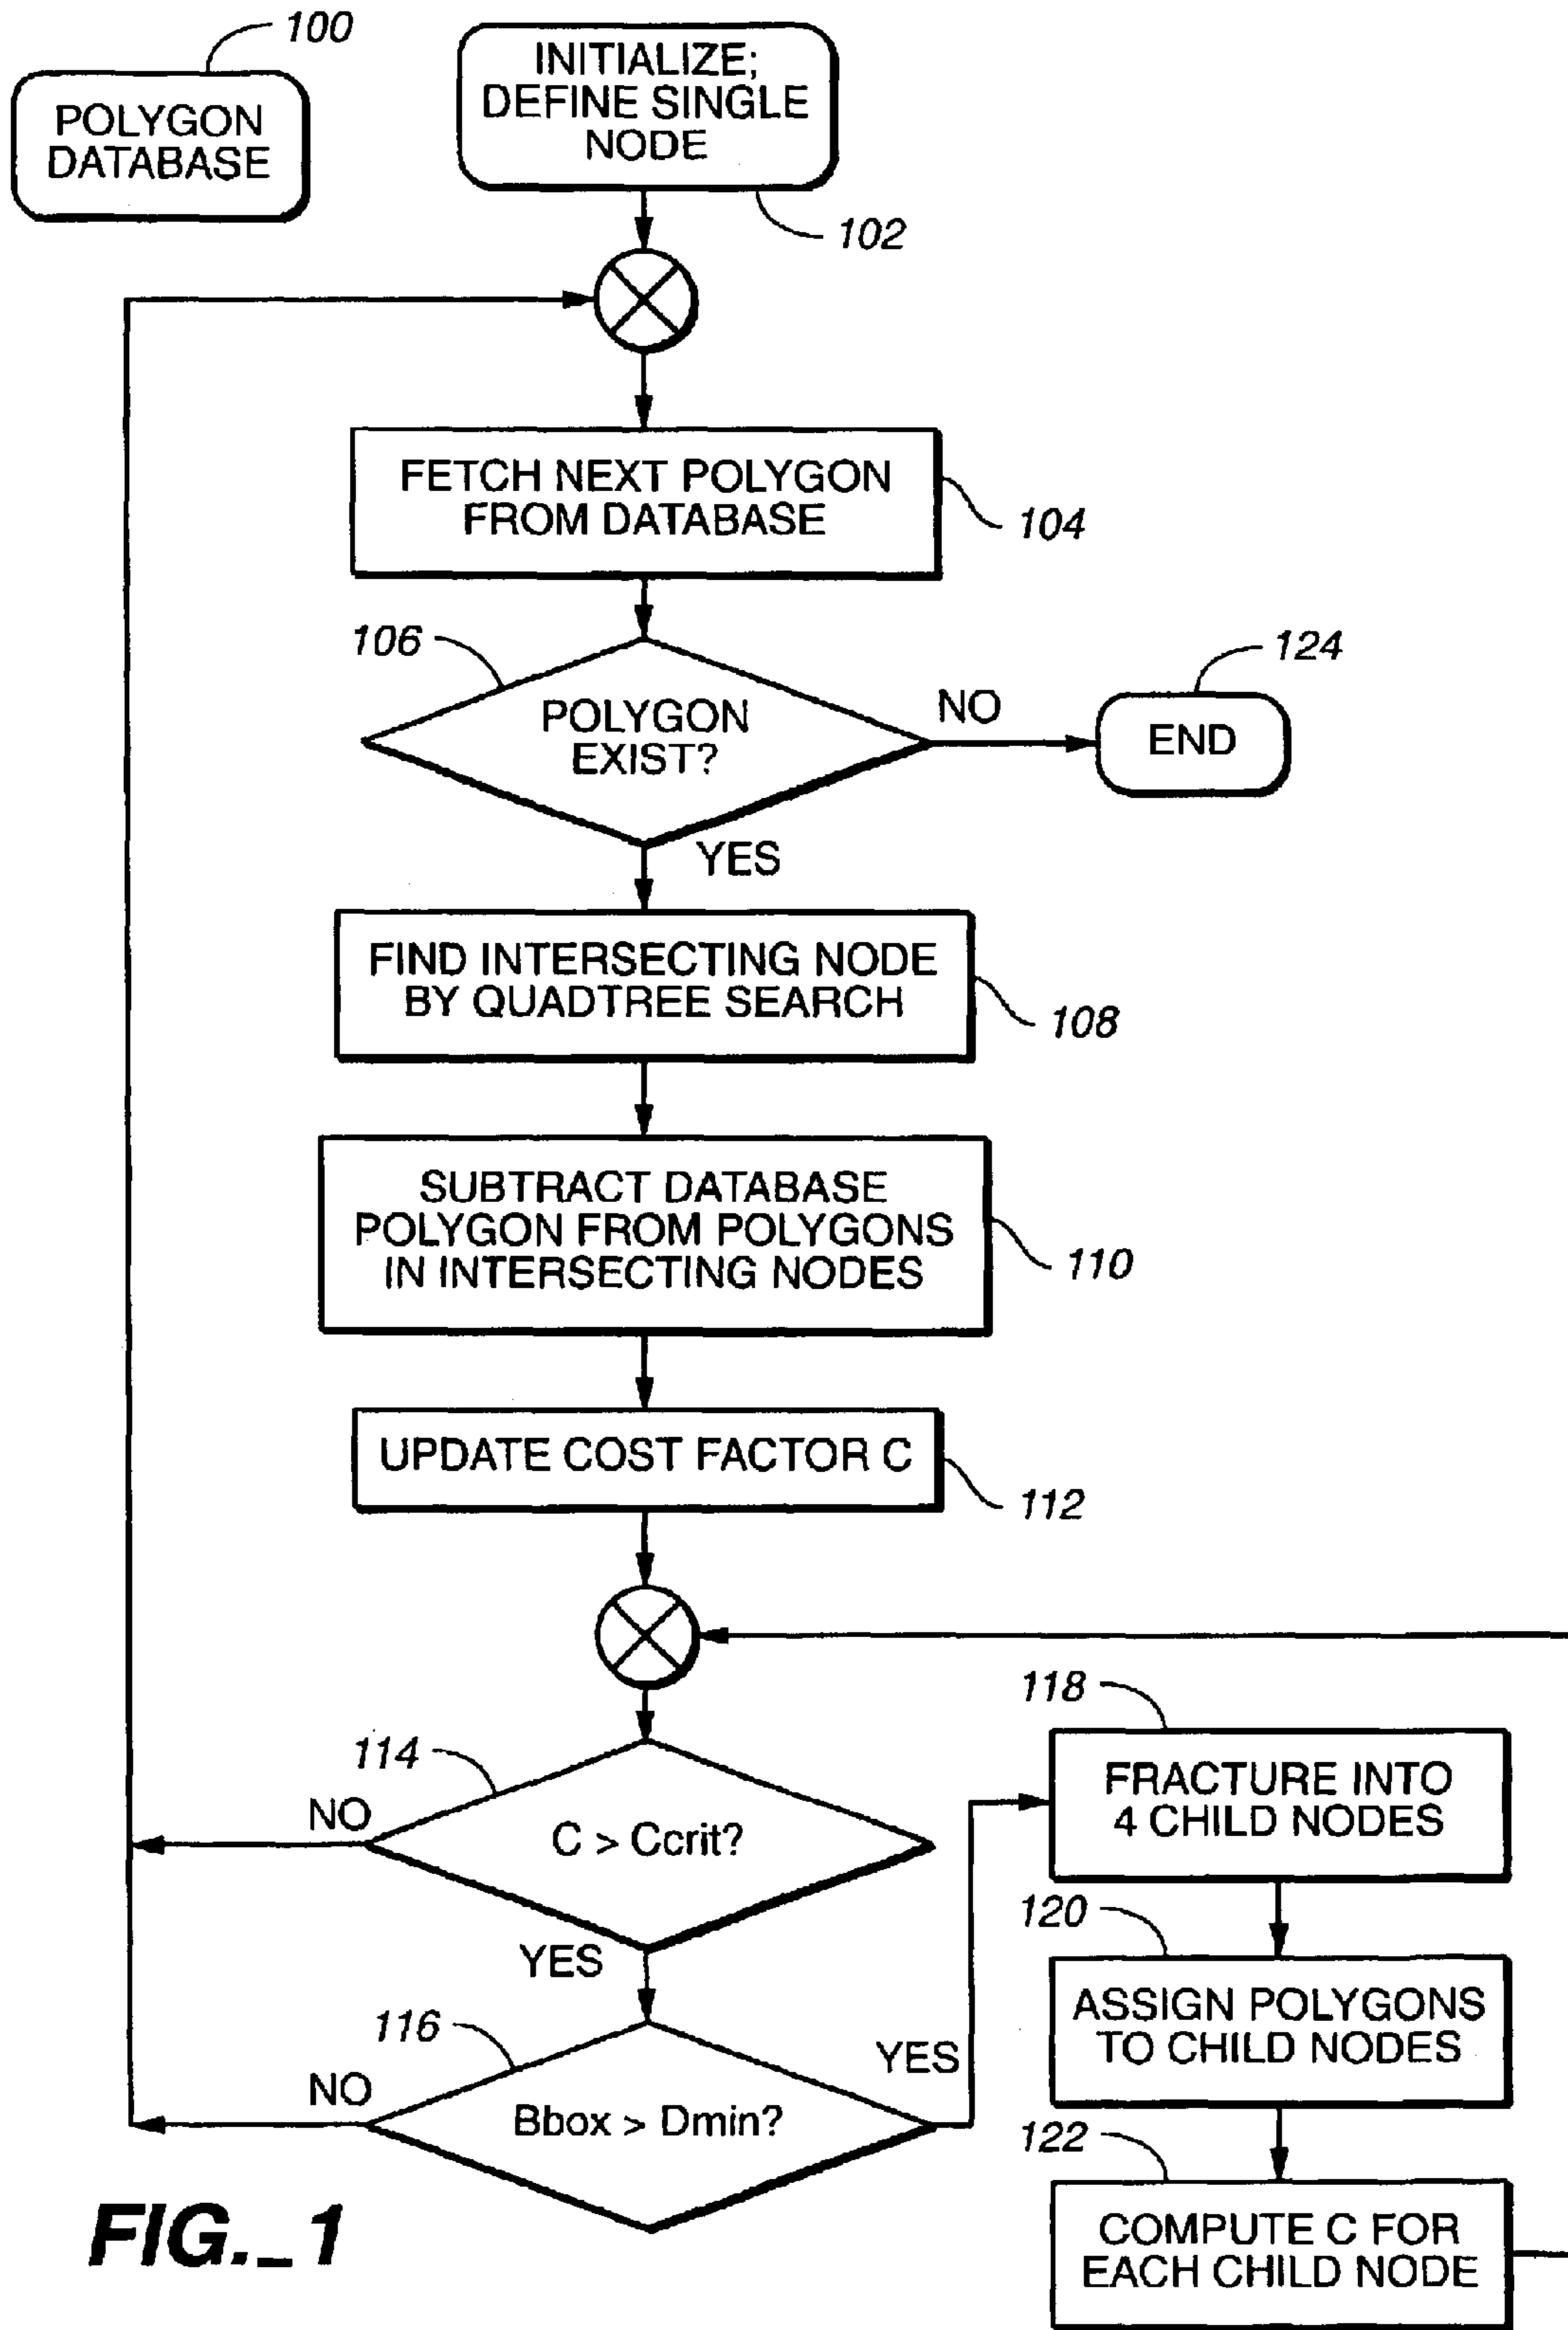 100
POLYGON
DATABASE
INITIALIZE;
DEFINE SINGLE
NODE
102
FETCH NEXT POLYGON
FROM DATABASE
104
106
POLYGON
EXIST?
NO
124
END
YES
FIND INTERSECTING NODE
BY QUADTREE SEARCH
108
SUBTRACT DATABASE
POLYGON FROM POLYGONS
IN INTERSECTING NODES
110
UPDATE COST FACTOR C
112
114
NO
C > Ccrit?
YES
116
NO
Bbox > Dmin?
YES
118
FRACTURE INTO
4 CHILD NODES
120
ASSIGN POLYGONS
TO CHILD NODES
122
COMPUTE C FOR
EACH CHILD NODE
FIG._1